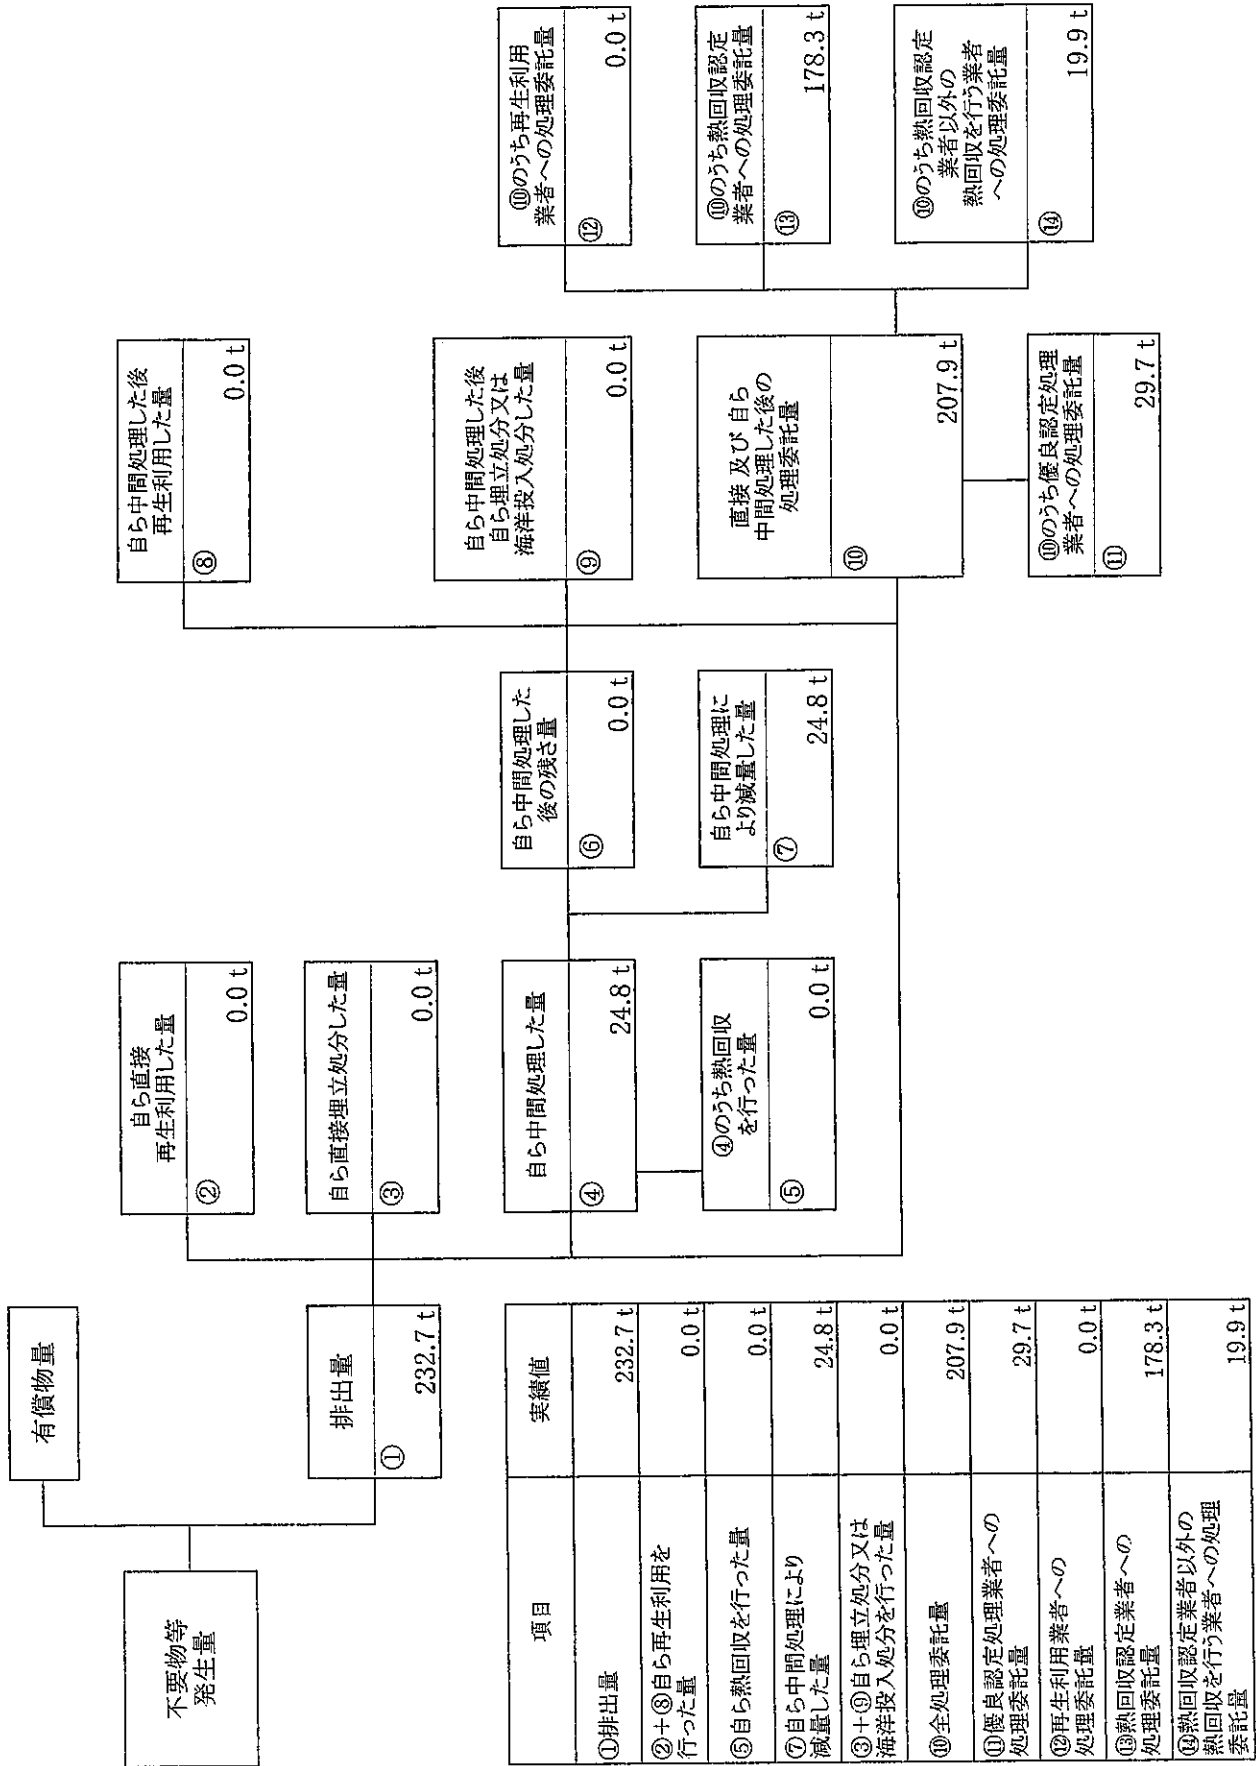 不要物等
発生量
有償物量
排出量
①
232.7 t
自ら直接
再生利用した量
②
0.0 t
自ら直接埋立処分した量
③
0.0 t
自ら中間処理した量
④
24.8 t
④のうち熱回収
を行った量
⑤
0.0 t
自ら中間処理した
後の残さ量
⑥
0.0 t
自ら中間処理に
より減量した量
⑦
24.8 t
自ら中間処理した後
再生利用した量
⑧
0.0 t
自ら中間処理した後
自ら埋立処分又は
海洋投入処分した量
⑨
0.0 t
直接 及び 自ら
中間処理した後の
処理委託量
⑩
207.9 t
⑩のうち優良認定処理
業者への処理委託量
⑪
29.7 t
⑩のうち再生利用
業者への処理委託量
⑫
0.0 t
⑩のうち熱回収認定
業者への処理委託量
⑬
178.3 t
⑩のうち熱回収認定
業者以外の
熱回収を行う業者
への処理委託量
⑭
19.9 t
項目 実績値
①排出量 232.7 t
②+⑧自ら再生利用を
行った量 0.0 t
⑤自ら熱回収を行った量 0.0 t
⑦自ら中間処理により
減量した量 24.8 t
③+⑨自ら埋立処分又は
海洋投入処分を行った量 0.0 t
⑩全処理委託量 207.9 t
⑪優良認定処理業者への
処理委託量 29.7 t
⑫再生利用業者への
処理委託量 0.0 t
⑬熱回収認定業者への
処理委託量 178.3 t
⑭熱回収認定業者以外の
熱回収を行う業者への処理
委託量 19.9 t